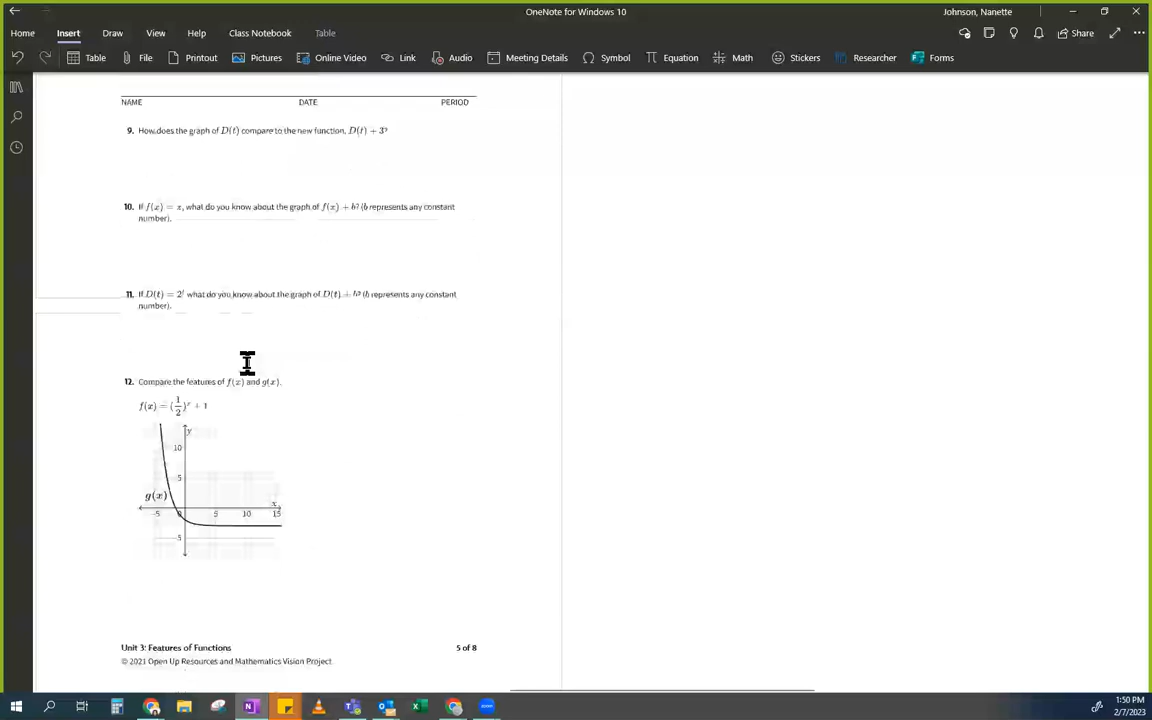 OneNote for Windows 10
Johnson, Nanette
Home Insert Draw View Help Class Notebook Table
Share
Table File Printout Pictures Online Video Link Audio Meeting Details Symbol Equation Math Stickers Researcher Forms
NAME DATE PERIOD
9. How does the graph of D(t) compare to the new function, D(t) + 3?
10. If f(x) = x, what do you know about the graph of f(x) + b? (b represents any constant
number).
11. If D(t) = 2^t what do you know about the graph of D(t) + b? (b represents any constant
number).
12. Compare the features of f(x) and g(x).
f(x) = (1/2)^x + 1
y
10
5
g(x)
x
-5 0 5 10 15
-5
Unit 3: Features of Functions 5 of 8
© 2021 Open Up Resources and Mathematics Vision Project
1:50 PM
2/7/2023